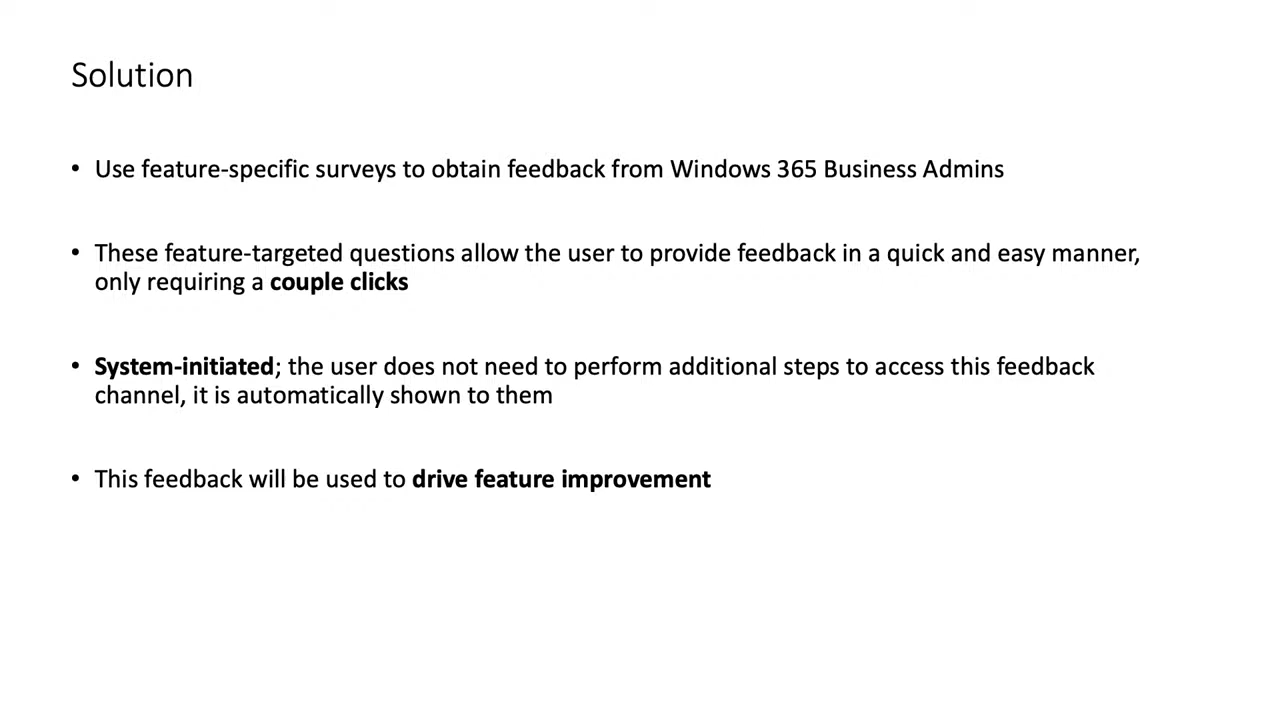 Solution
• Use feature-specific surveys to obtain feedback from Windows 365 Business Admins
• These feature-targeted questions allow the user to provide feedback in a quick and easy manner,
only requiring a couple clicks
• System-initiated; the user does not need to perform additional steps to access this feedback
channel, it is automatically shown to them
• This feedback will be used to drive feature improvement